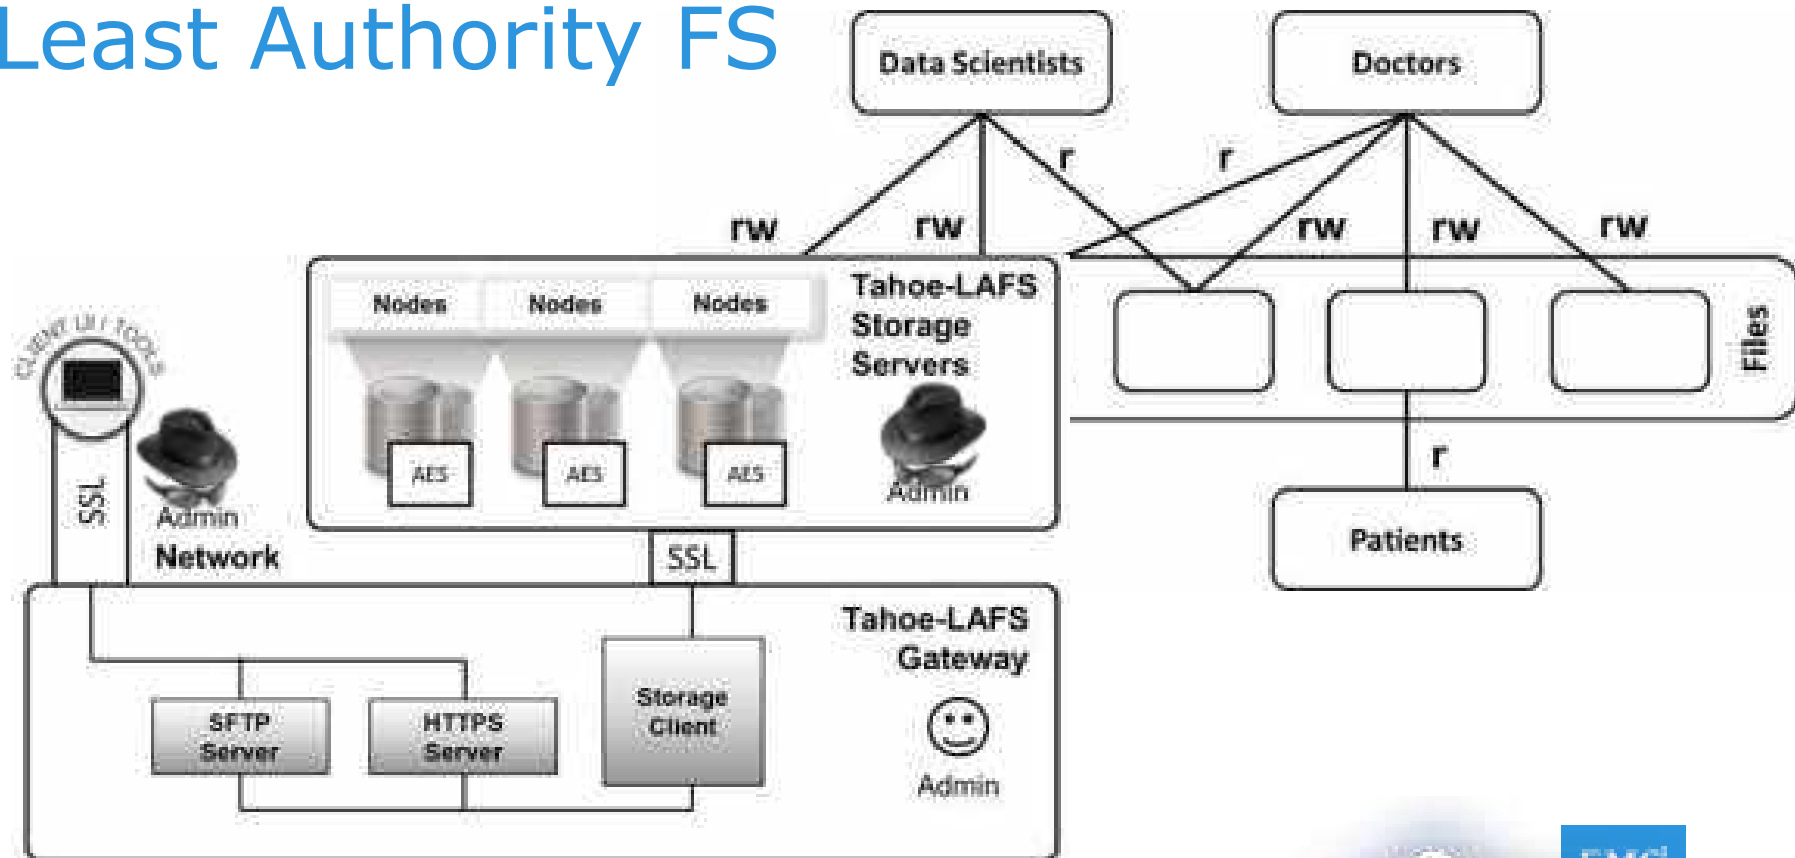 Least Authority FS
Data Scientists
Doctors
r
r
rw
rw
rw
rw
rw
Nodes
Nodes
Nodes
Tahoe-LAFS
Storage
Servers
Files
CLIENT UI / TOOLS
AES
AES
AES
Admin
r
SSL
Admin
Network
SSL
Patients
Tahoe-LAFS
Gateway
Storage
Client
SFTP
Server
HTTPS
Server
Admin